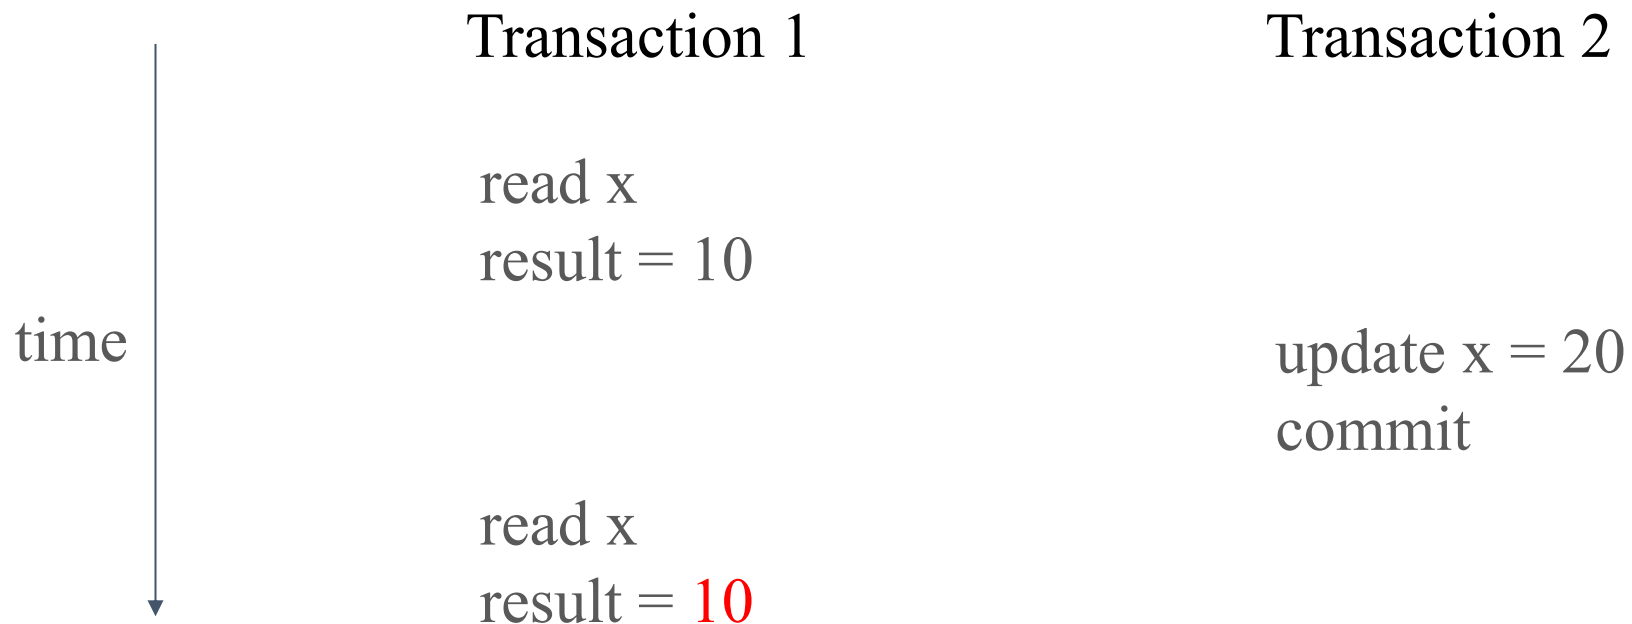 Transaction 1
Transaction 2
read x
result = 10
time
update x = 20
commit
read x
result = 10